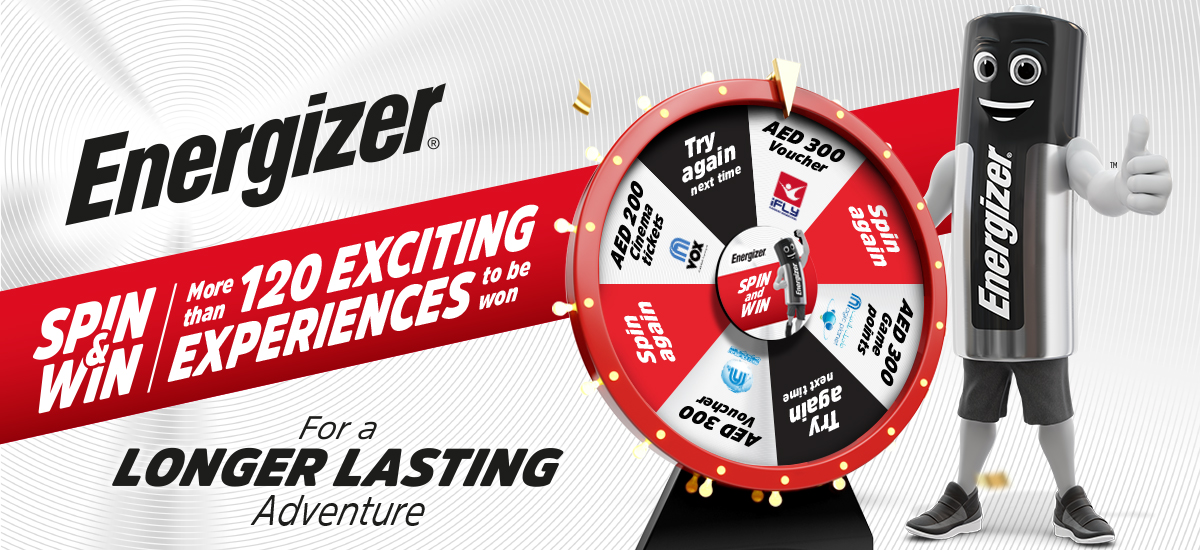 Energizer®
SPIN
&
WIN
More
than
120 EXCITING
EXPERIENCES
to be
won
For a
LONGER LASTING
Adventure
Try
again
next time
AED 300
Voucher
iFLY
Spin
again
AED 300
Game
points
Try
again
next time
AED 300
Voucher
Spin
again
AED 200
Cinema
tickets
VOX
Energizer
SPIN
and
WIN
Energizer
Energizer®
TM